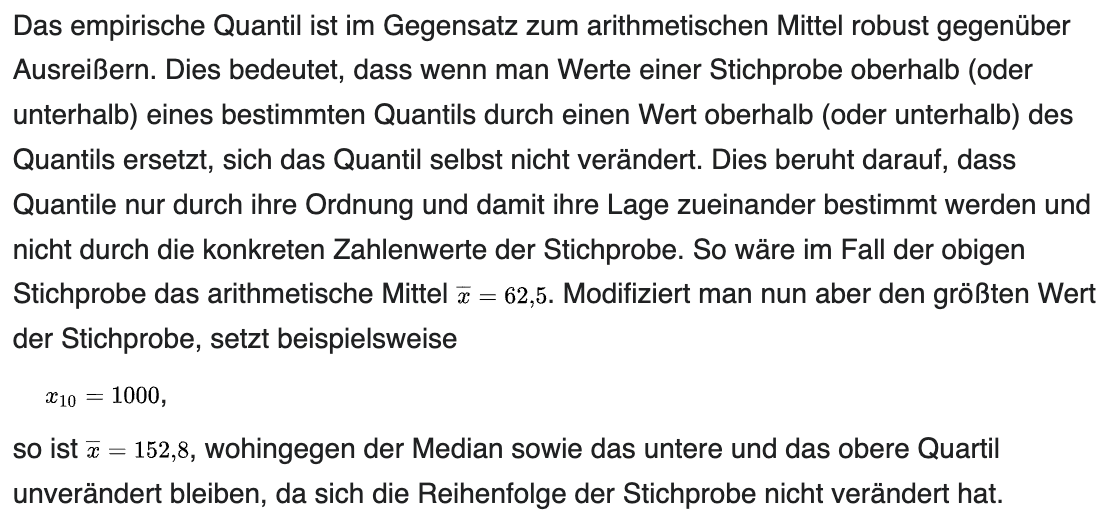 Das empirische Quantil ist im Gegensatz zum arithmetischen Mittel robust gegenüber
Ausreißern. Dies bedeutet, dass wenn man Werte einer Stichprobe oberhalb (oder
unterhalb) eines bestimmten Quantils durch einen Wert oberhalb (oder unterhalb) des
Quantils ersetzt, sich das Quantil selbst nicht verändert. Dies beruht darauf, dass
Quantile nur durch ihre Ordnung und damit ihre Lage zueinander bestimmt werden und
nicht durch die konkreten Zahlenwerte der Stichprobe. So wäre im Fall der obigen
Stichprobe das arithmetische Mittel x̅ = 62,5. Modifiziert man nun aber den größten Wert
der Stichprobe, setzt beispielsweise
x₁₀ = 1000,
so ist x̅ = 152,8, wohingegen der Median sowie das untere und das obere Quartil
unverändert bleiben, da sich die Reihenfolge der Stichprobe nicht verändert hat.